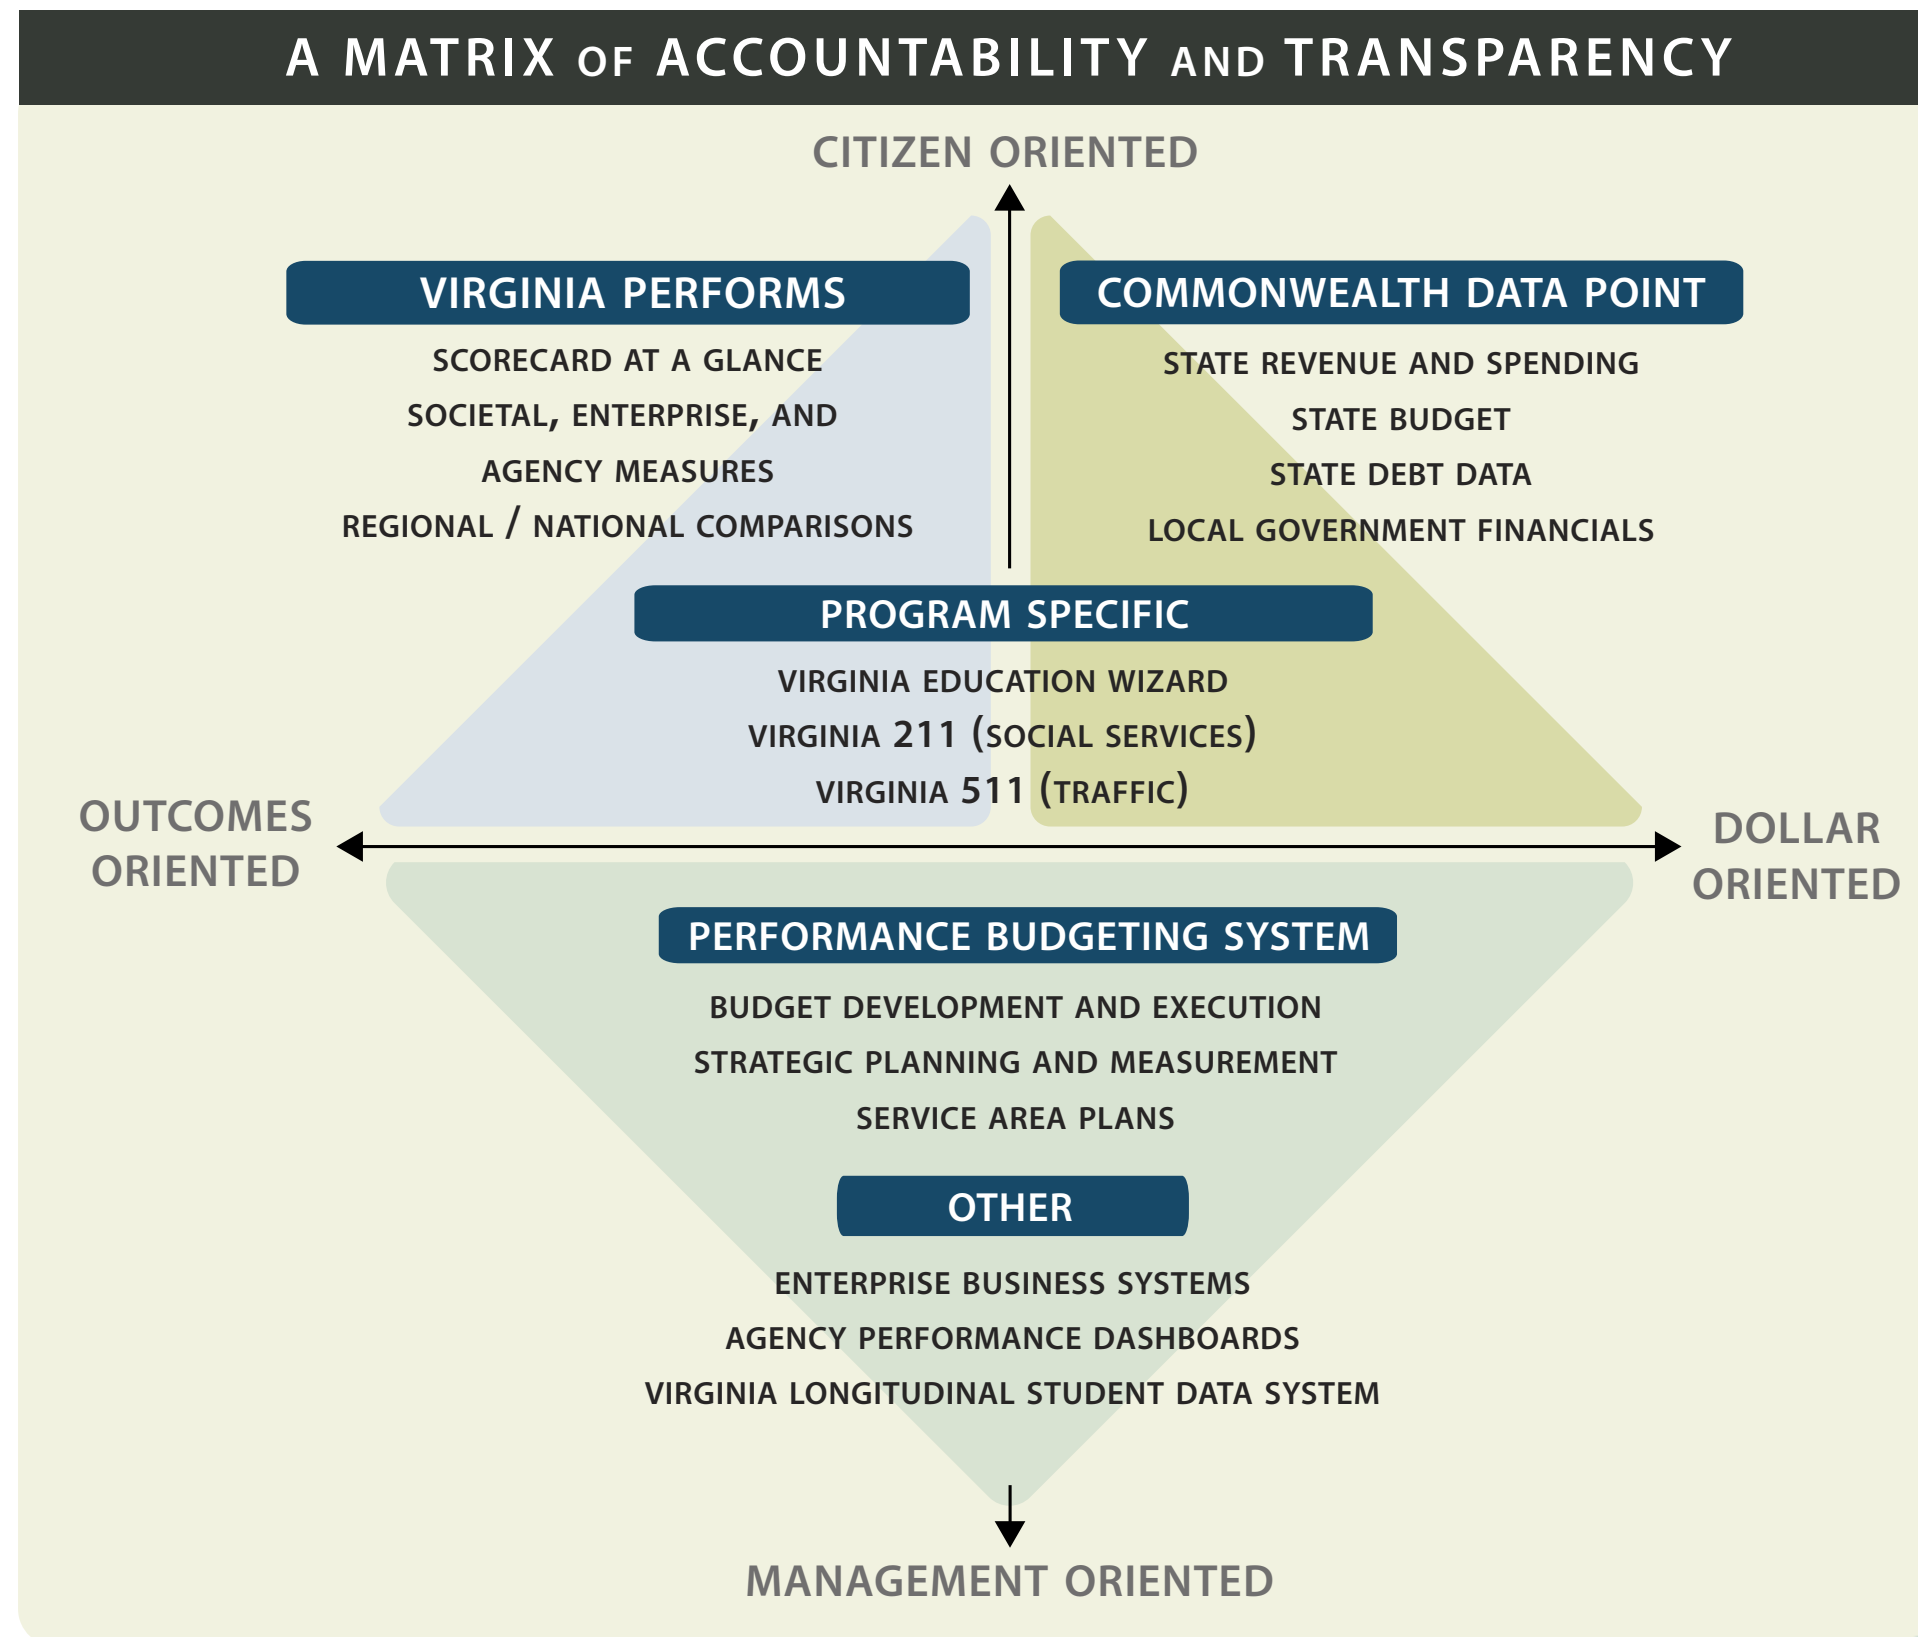 A MATRIX OF ACCOUNTABILITY AND TRANSPARENCY
CITIZEN ORIENTED
VIRGINIA PERFORMS
SCORECARD AT A GLANCE
SOCIETAL, ENTERPRISE, AND
AGENCY MEASURES
REGIONAL / NATIONAL COMPARISONS
COMMONWEALTH DATA POINT
STATE REVENUE AND SPENDING
STATE BUDGET
STATE DEBT DATA
LOCAL GOVERNMENT FINANCIALS
PROGRAM SPECIFIC
VIRGINIA EDUCATION WIZARD
VIRGINIA 211 (SOCIAL SERVICES)
VIRGINIA 511 (TRAFFIC)
OUTCOMES
ORIENTED
DOLLAR
ORIENTED
PERFORMANCE BUDGETING SYSTEM
BUDGET DEVELOPMENT AND EXECUTION
STRATEGIC PLANNING AND MEASUREMENT
SERVICE AREA PLANS
OTHER
ENTERPRISE BUSINESS SYSTEMS
AGENCY PERFORMANCE DASHBOARDS
VIRGINIA LONGITUDINAL STUDENT DATA SYSTEM
MANAGEMENT ORIENTED